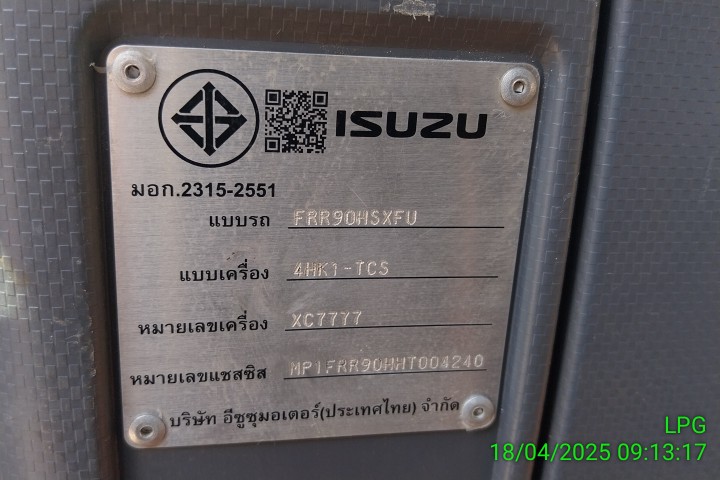 ISUZU
มอก.2315-2551
แบบรถ FRR90HSXFU
แบบเครื่อง 4HK1-TCS
หมายเลขเครื่อง XC7777
หมายเลขแชสซิส MP1FRR90HHT004240
บริษัท อีซูซุมอเตอร์(ประเทศไทย) จำกัด
LPG
18/04/2025 09:13:17